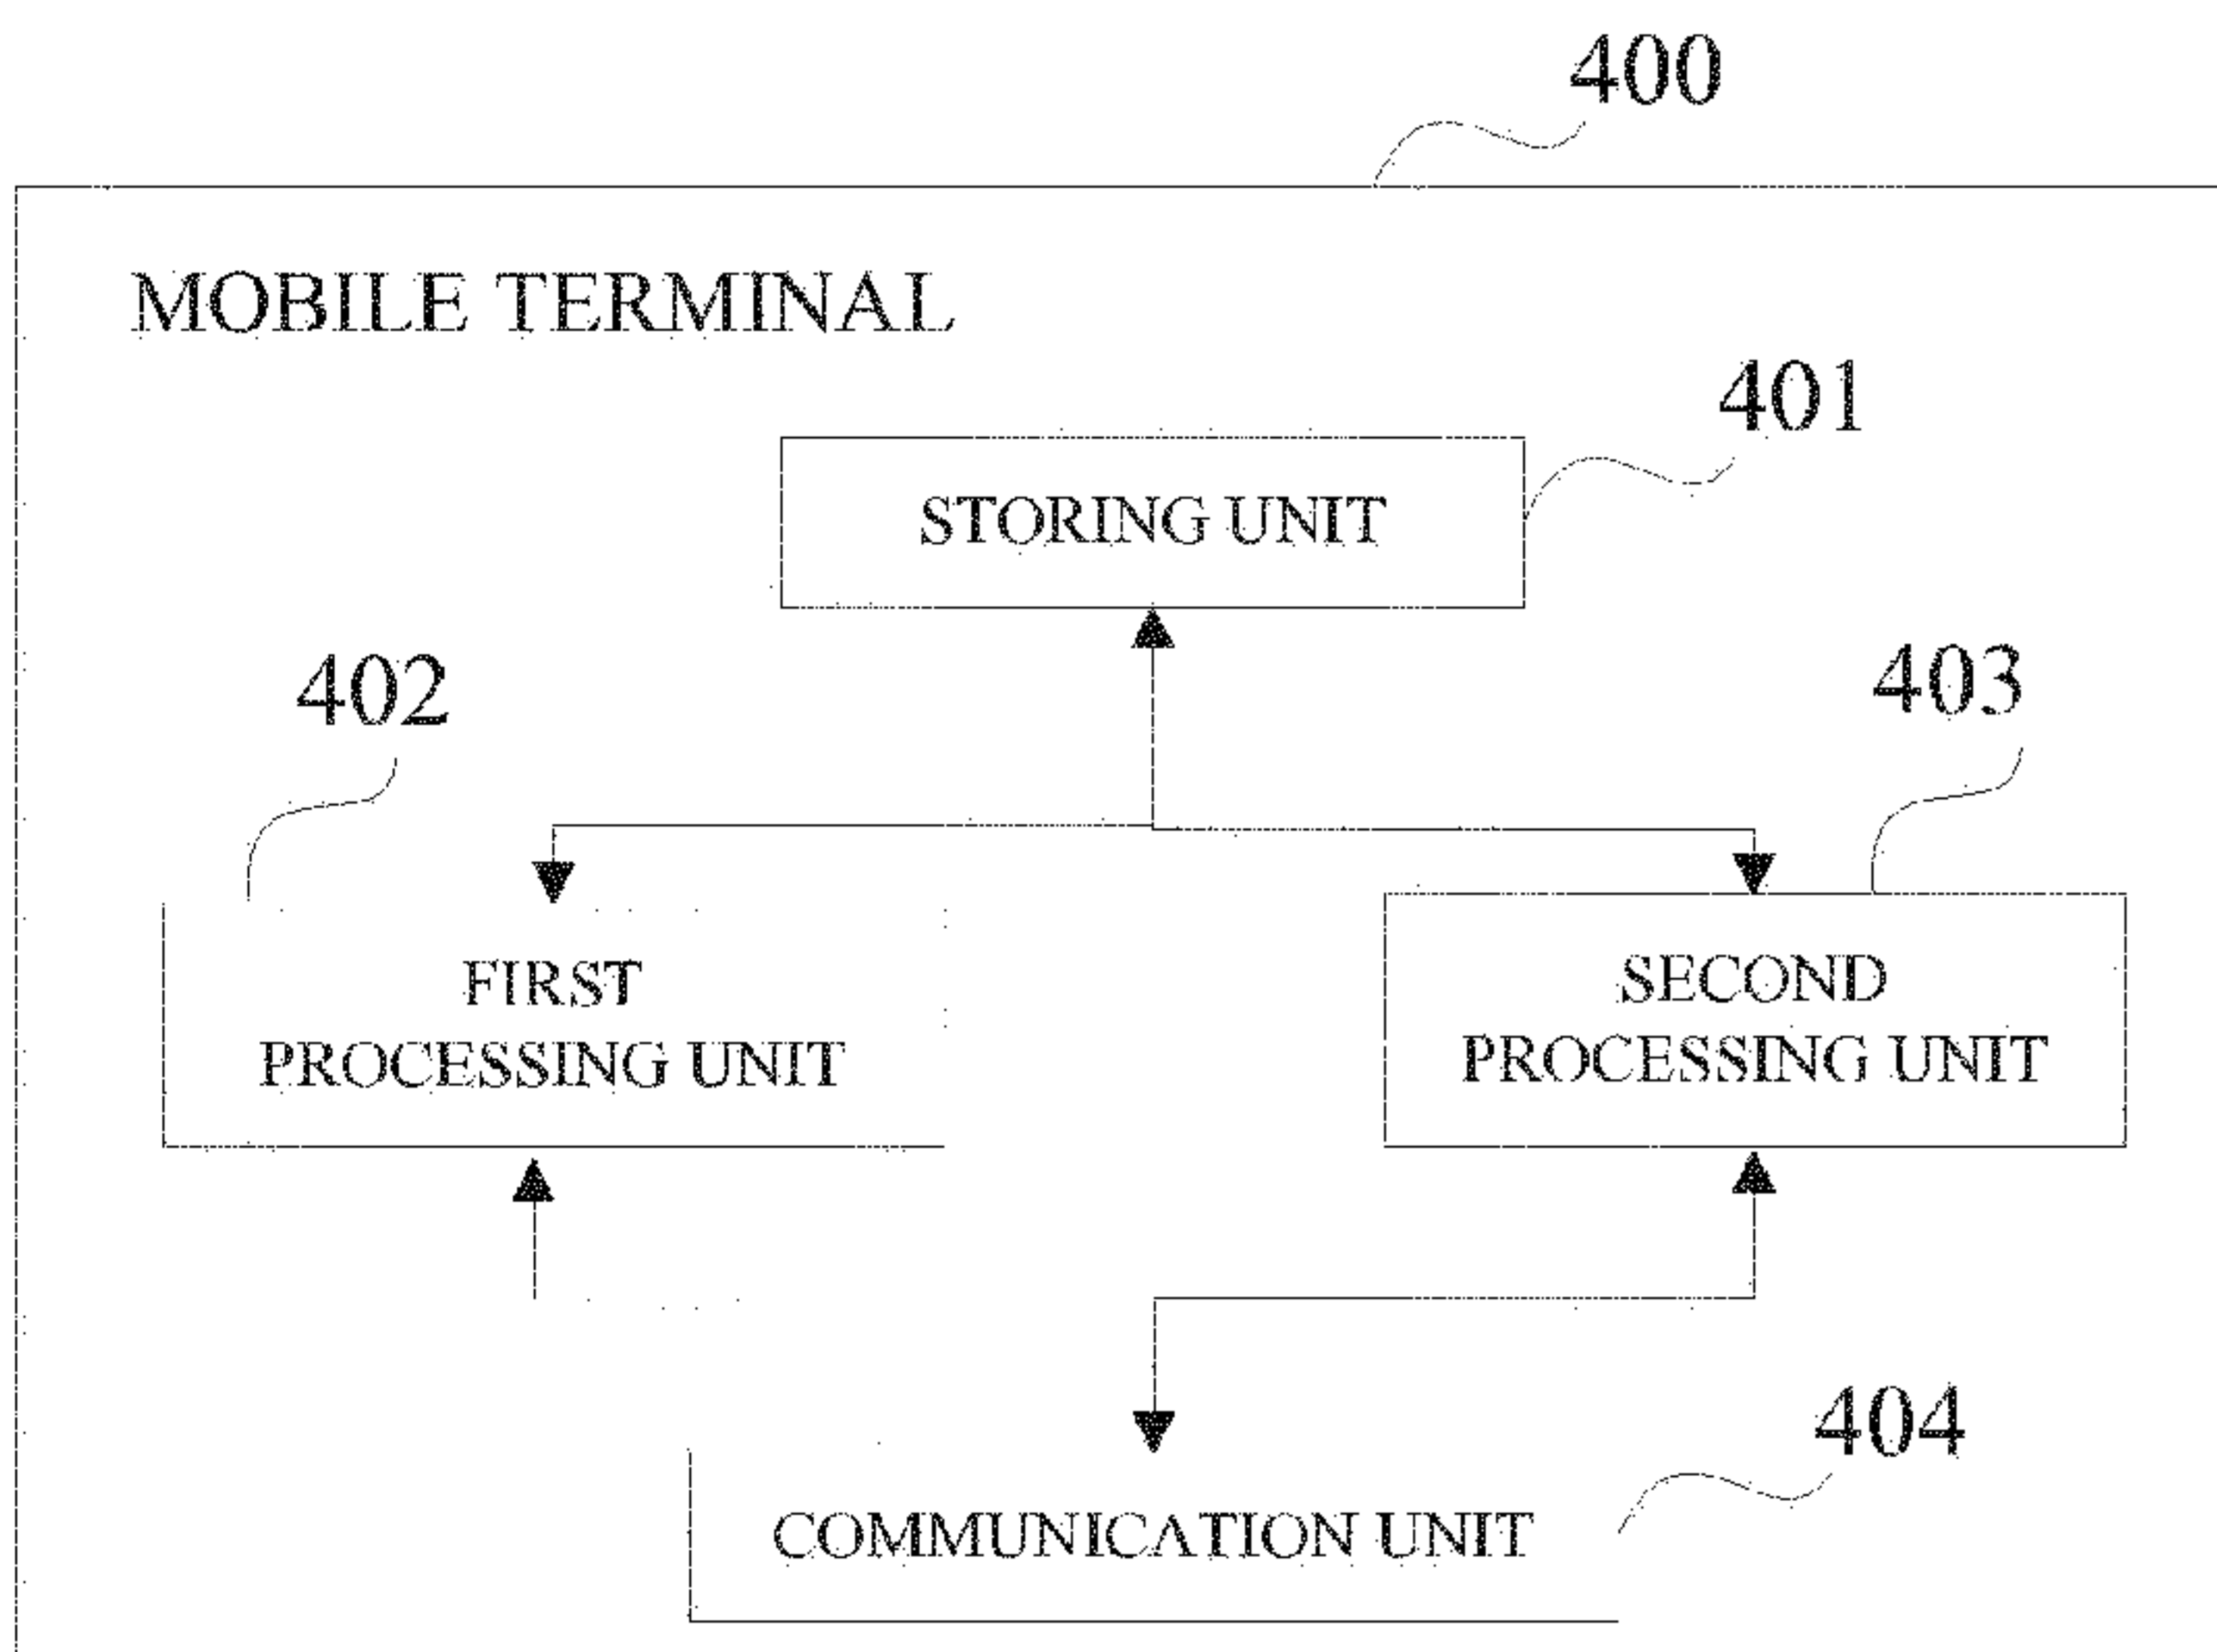 400
MOBILE TERMINAL
401
STORING UNIT
402
403
FIRST
PROCESSING UNIT
SECOND
PROCESSING UNIT
404
COMMUNICATION UNIT